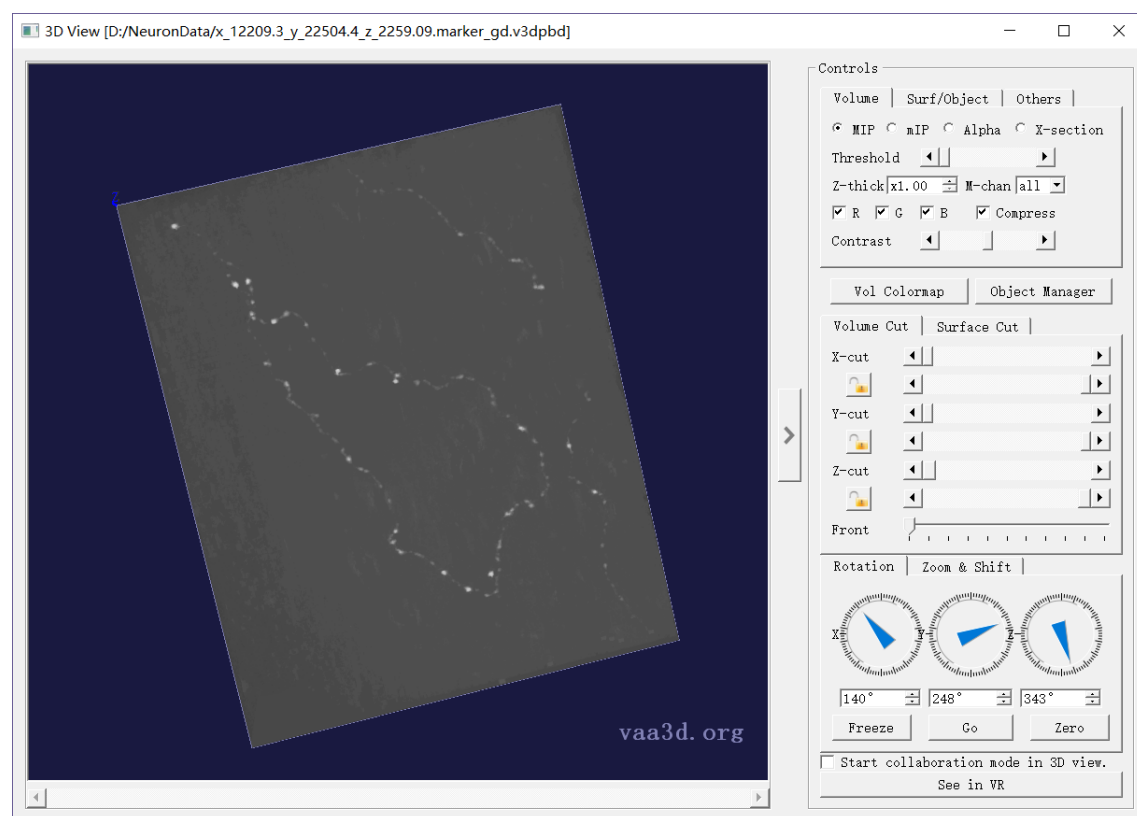 3D View [D:/NeuronData/x_12209.3_y_22504.4_z_2259.09.marker_gd.v3dpbd]
Z
vaa3d.org
Controls
Volume Surf/Object Others
MIP mIP Alpha X-section
Threshold
Z-thick x1.00 M-chan all
R G B Compress
Contrast
Vol Colormap Object Manager
Volume Cut Surface Cut
X-cut
Y-cut
Z-cut
Front
Rotation Zoom & Shift
X Y Z
140° 248° 343°
Freeze Go Zero
Start collaboration mode in 3D view.
See in VR